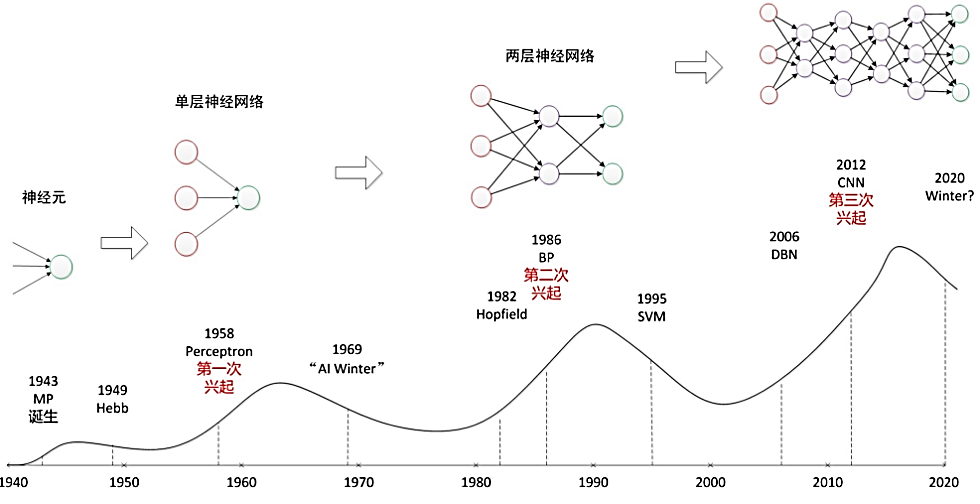 神经元
单层神经网络
两层神经网络
1943
MP
诞生
1949
Hebb
1958
Perceptron
第一次
兴起
1969
“AI Winter”
1982
Hopfield
1986
BP
第二次
兴起
1995
SVM
2006
DBN
2012
CNN
第三次
兴起
2020
Winter?
1940
1950
1960
1970
1980
1990
2000
2010
2020